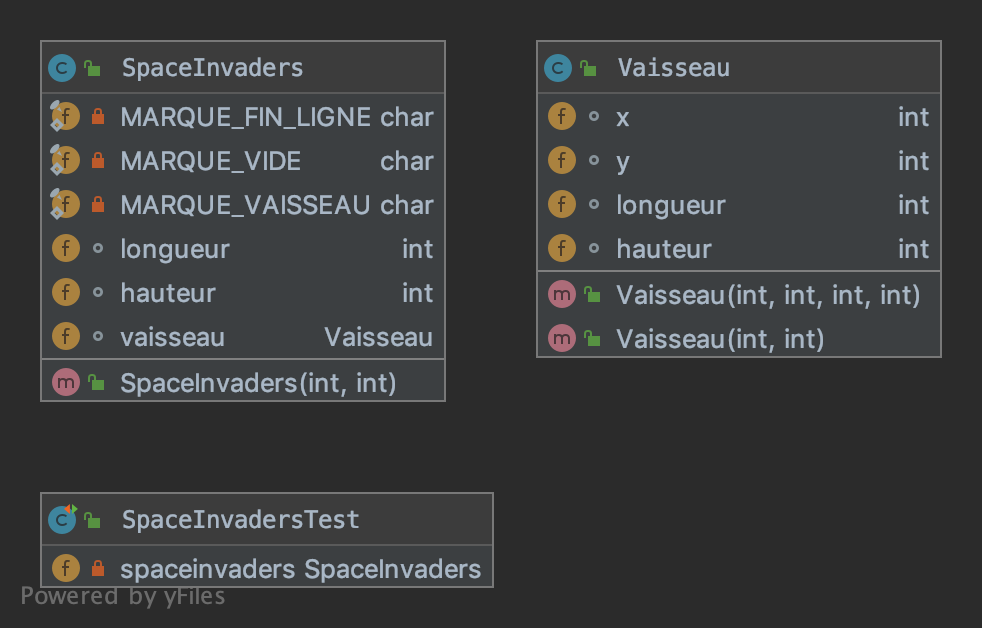 SpaceInvaders
MARQUE_FIN_LIGNE char
MARQUE_VIDE char
MARQUE_VAISSEAU char
longueur int
hauteur int
vaisseau Vaisseau
SpaceInvaders(int, int)
Vaisseau
x int
y int
longueur int
hauteur int
Vaisseau(int, int, int, int)
Vaisseau(int, int)
SpaceInvadersTest
spaceinvaders SpaceInvaders
Powered by yFiles